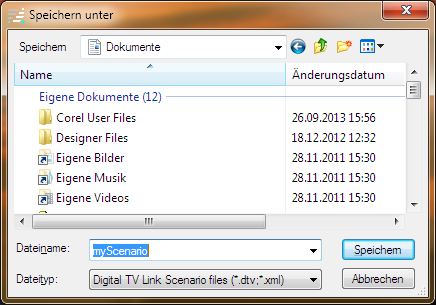 Speichern unter
Speichern Dokumente
Name Änderungsdatum
Eigene Dokumente (12)
Corel User Files 26.09.2013 15:56
Designer Files 18.12.2012 12:32
Eigene Bilder 28.11.2011 15:30
Eigene Musik 28.11.2011 15:30
Eigene Videos 28.11.2011 15:30
Dateiname: myScenario Speichern
Dateityp: Digital TV Link Scenario files (*.dtv;*.xml) Abbrechen